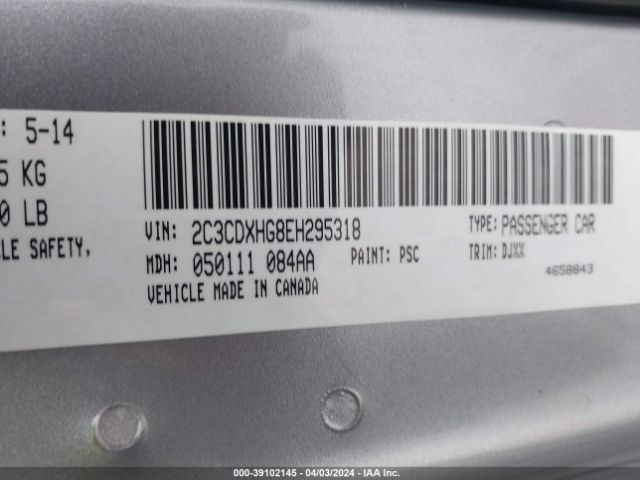 : 5-14
5 KG
0 LB
LE SAFETY,
VIN: 2C3CDXHG8EH295318
TYPE: PASSENGER CAR
MDH: 050111 084AA
PAINT: PSC
TRIM: DJXX
VEHICLE MADE IN CANADA
4658843
000-39102145 - 04/03/2024 - IAA Inc.